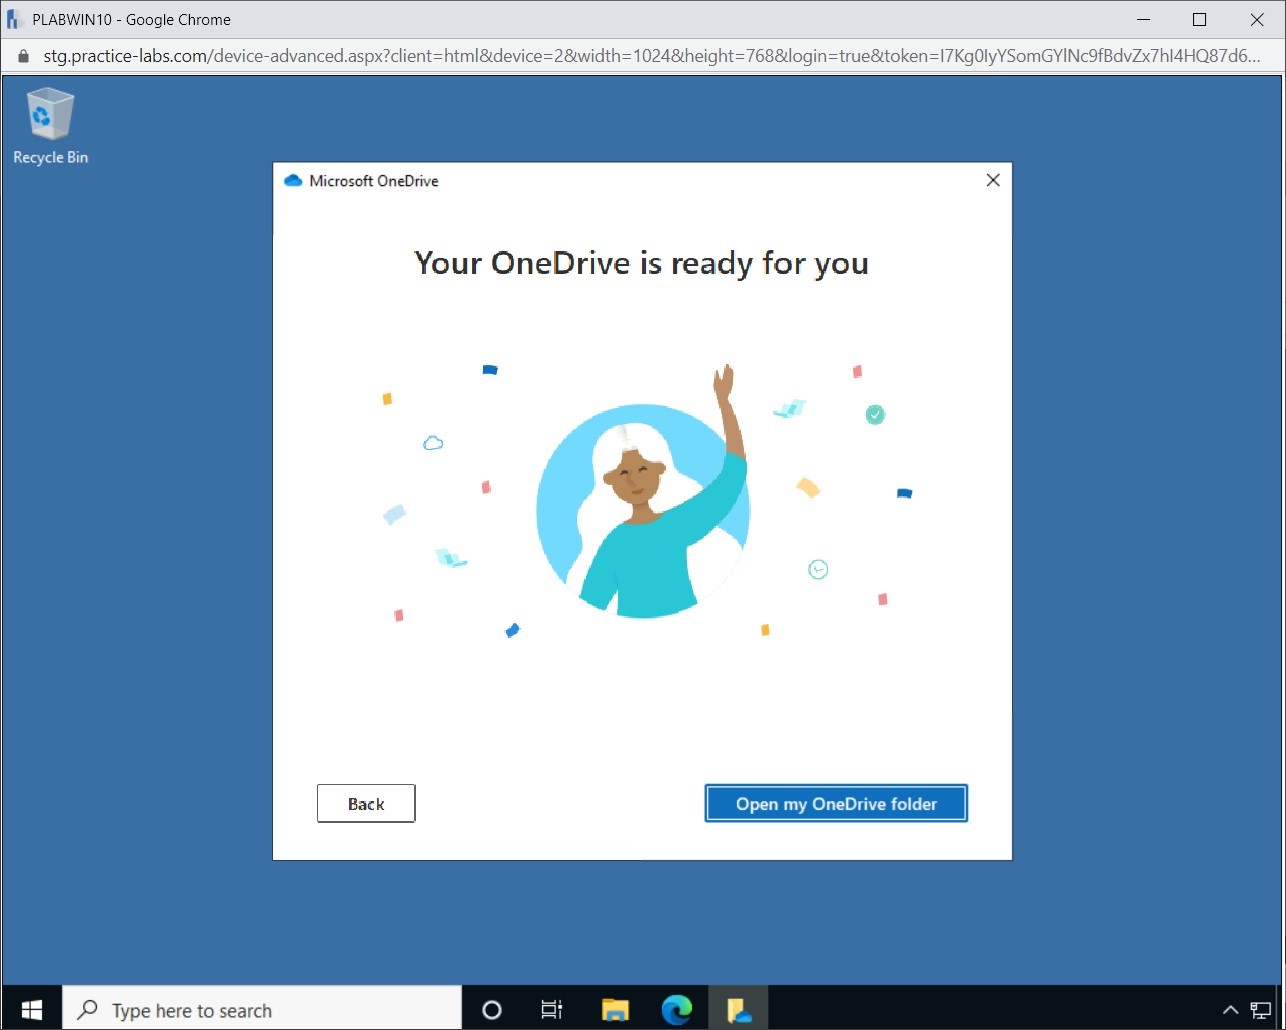 PLABWIN10 - Google Chrome
stg.practice-labs.com/device-advanced.aspx?client=html&device=2&width=1024&height=768&login=true&token=I7Kg0IyYSomGYlNc9fBdvZx7hI4HQ87d6...
Recycle Bin
Microsoft OneDrive
Your OneDrive is ready for you
Back
Open my OneDrive folder
Type here to search